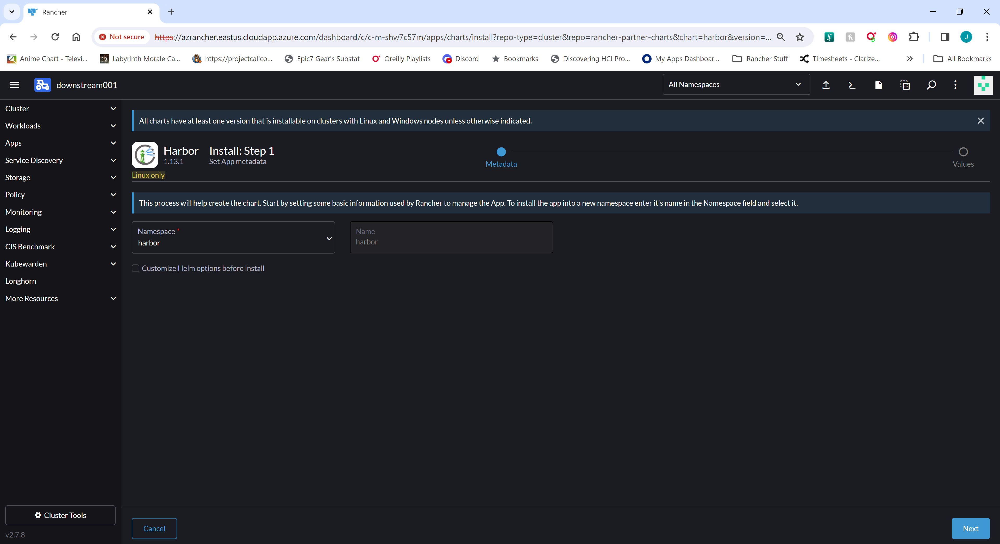 Rancher
Not secure
https://azrancher.eastus.cloudapp.azure.com/dashboard/c/c-m-shw7c57m/apps/charts/install?repo-type=cluster&repo=rancher-partner-charts&chart=harbor&version=...
J
Anime Chart - Televi...
E7X
Labyrinth Morale Ca...
https://projectcalico...
Epic7 Gear's Substat
Oreilly Playlists
Discord
Bookmarks
Discovering HCI Pro...
My Apps Dashboar...
Rancher Stuff
Timesheets - Clarize...
All Bookmarks
downstream001
All Namespaces
Cluster
Workloads
Apps
Service Discovery
Storage
Policy
Monitoring
Logging
CIS Benchmark
Kubewarden
Longhorn
More Resources
Cluster Tools
v2.7.8
All charts have at least one version that is installable on clusters with Linux and Windows nodes unless otherwise indicated.
Harbor
1.13.1
Linux only
Install: Step 1
Set App metadata
Metadata
Values
This process will help create the chart. Start by setting some basic information used by Rancher to manage the App. To install the app into a new namespace enter it's name in the Namespace field and select it.
Namespace *
harbor
Name
harbor
Customize Helm options before install
Cancel
Next